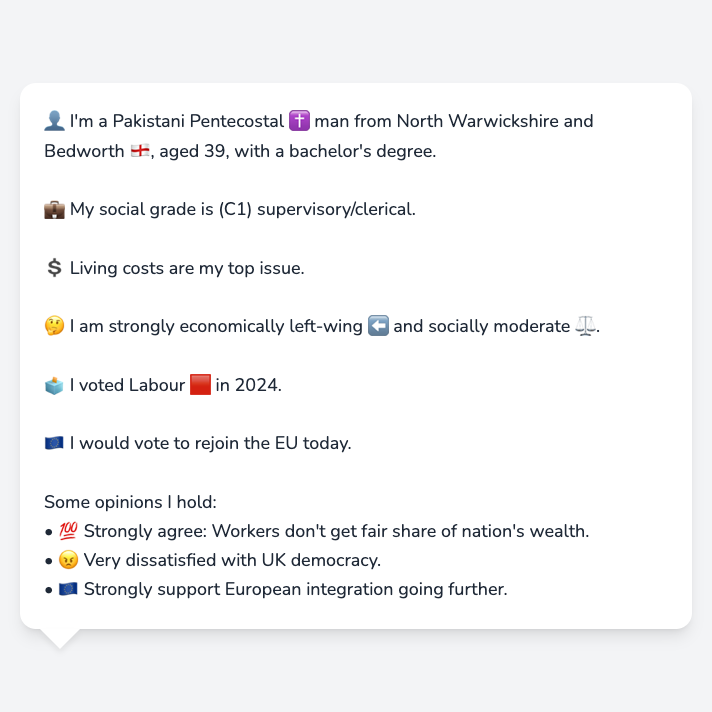 👤 I'm a Pakistani Pentecostal ✝️ man from North Warwickshire and
Bedworth 🏴󠁧󠁢󠁥󠁮󠁧󠁿, aged 39, with a bachelor's degree.
💼 My social grade is (C1) supervisory/clerical.
💲 Living costs are my top issue.
🤔 I am strongly economically left-wing ⬅️ and socially moderate ⚖️.
🗳️ I voted Labour 🟥 in 2024.
🇪🇺 I would vote to rejoin the EU today.
Some opinions I hold:
• 💯 Strongly agree: Workers don't get fair share of nation's wealth.
• 😠 Very dissatisfied with UK democracy.
• 🇪🇺 Strongly support European integration going further.